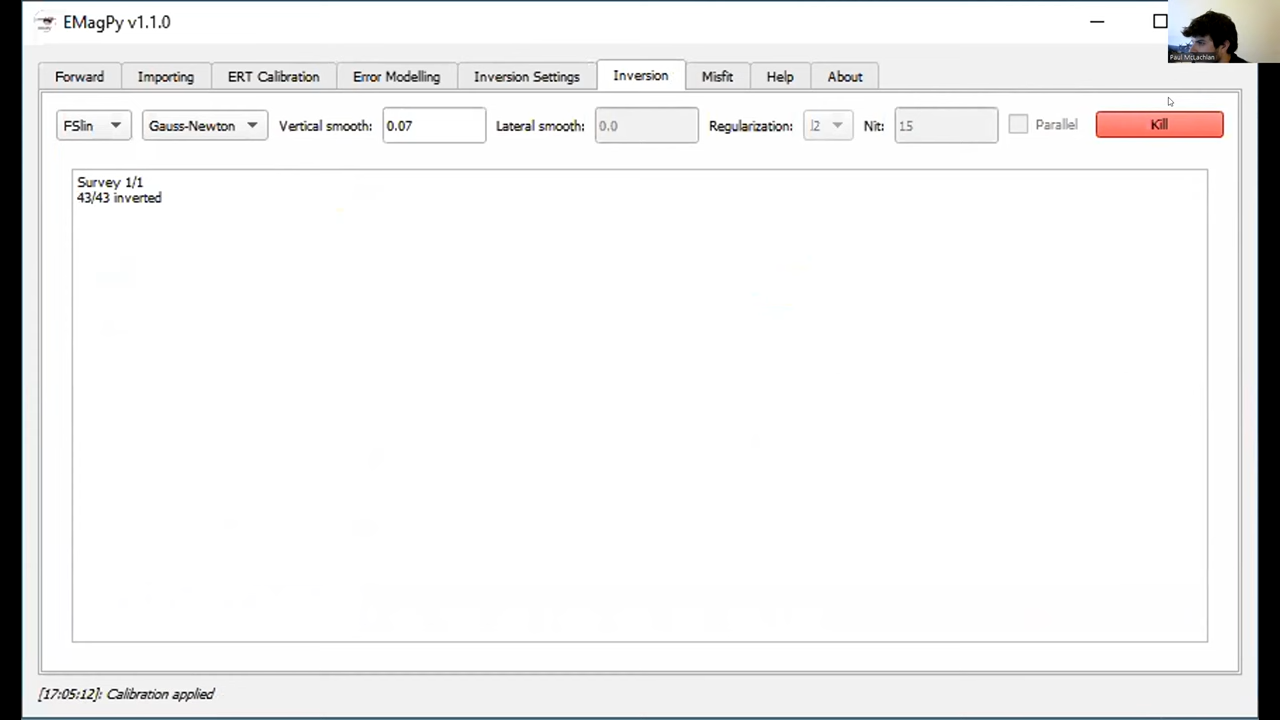 EMagPy v1.1.0
Paul McLachlan
Forward Importing ERT Calibration Error Modelling Inversion Settings Inversion Misfit Help About
FSlin Gauss-Newton Vertical smooth: 0.07 Lateral smooth: 0.0 Regularization: l2 Nit: 15 Parallel Kill
Survey 1/1
43/43 inverted
[17:05:12]: Calibration applied